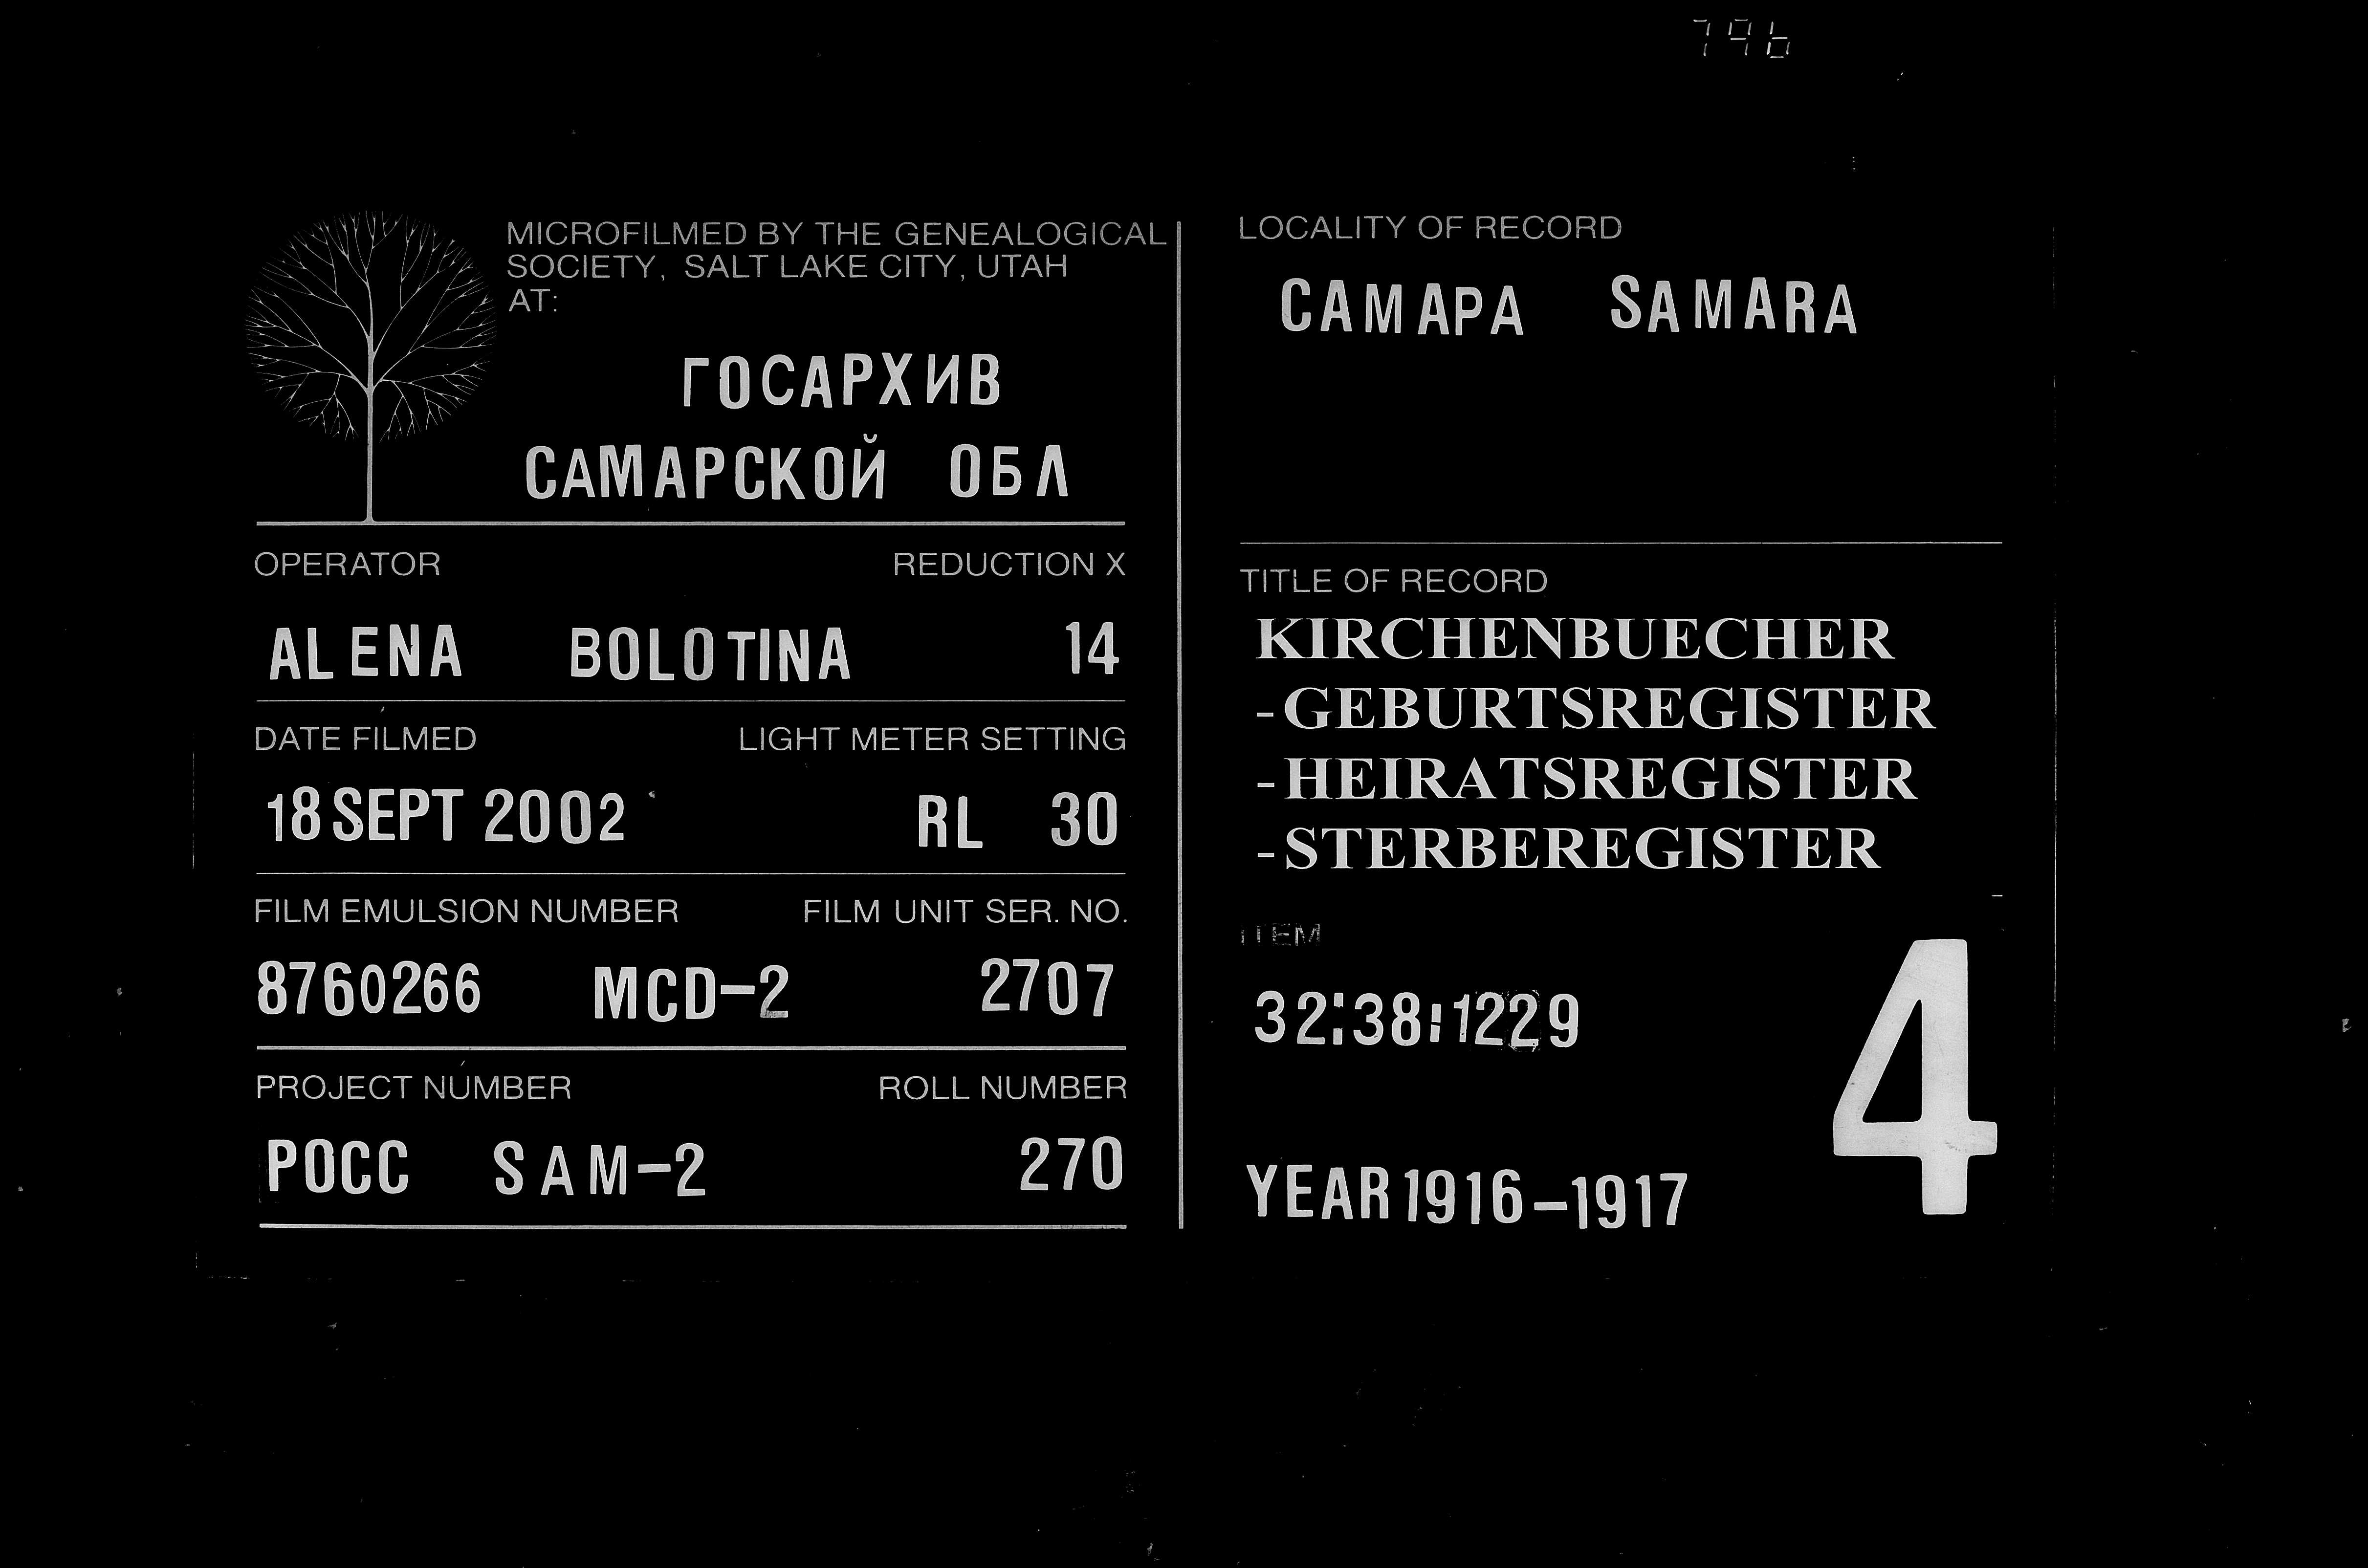 796
MICROFILMED BY THE GENEALOGICAL
SOCIETY, SALT LAKE CITY, UTAH
AT:
ГОСАРХИВ
САМАРСКОЙ ОБЛ
OPERATOR REDUCTION X
ALENA BOLOTINA 14
DATE FILMED LIGHT METER SETTING
18 SEPT 2002 RL 30
FILM EMULSION NUMBER FILM UNIT SER. NO.
8760266 MCD-2 2707
PROJECT NUMBER ROLL NUMBER
РОСС SAM-2 270
LOCALITY OF RECORD
САМАРА SAMARA
TITLE OF RECORD
KIRCHENBUECHER
-GEBURTSREGISTER
-HEIRATSREGISTER
-STERBEREGISTER
ITEM
32:38:1229
4
YEAR 1916-1917